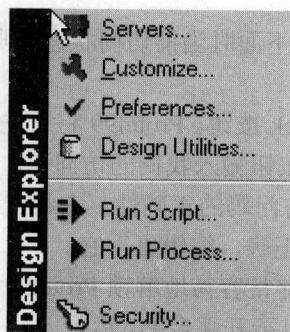 Design Explorer
Servers...
Customize...
Preferences...
Design Utilities...
Run Script...
Run Process...
Security...